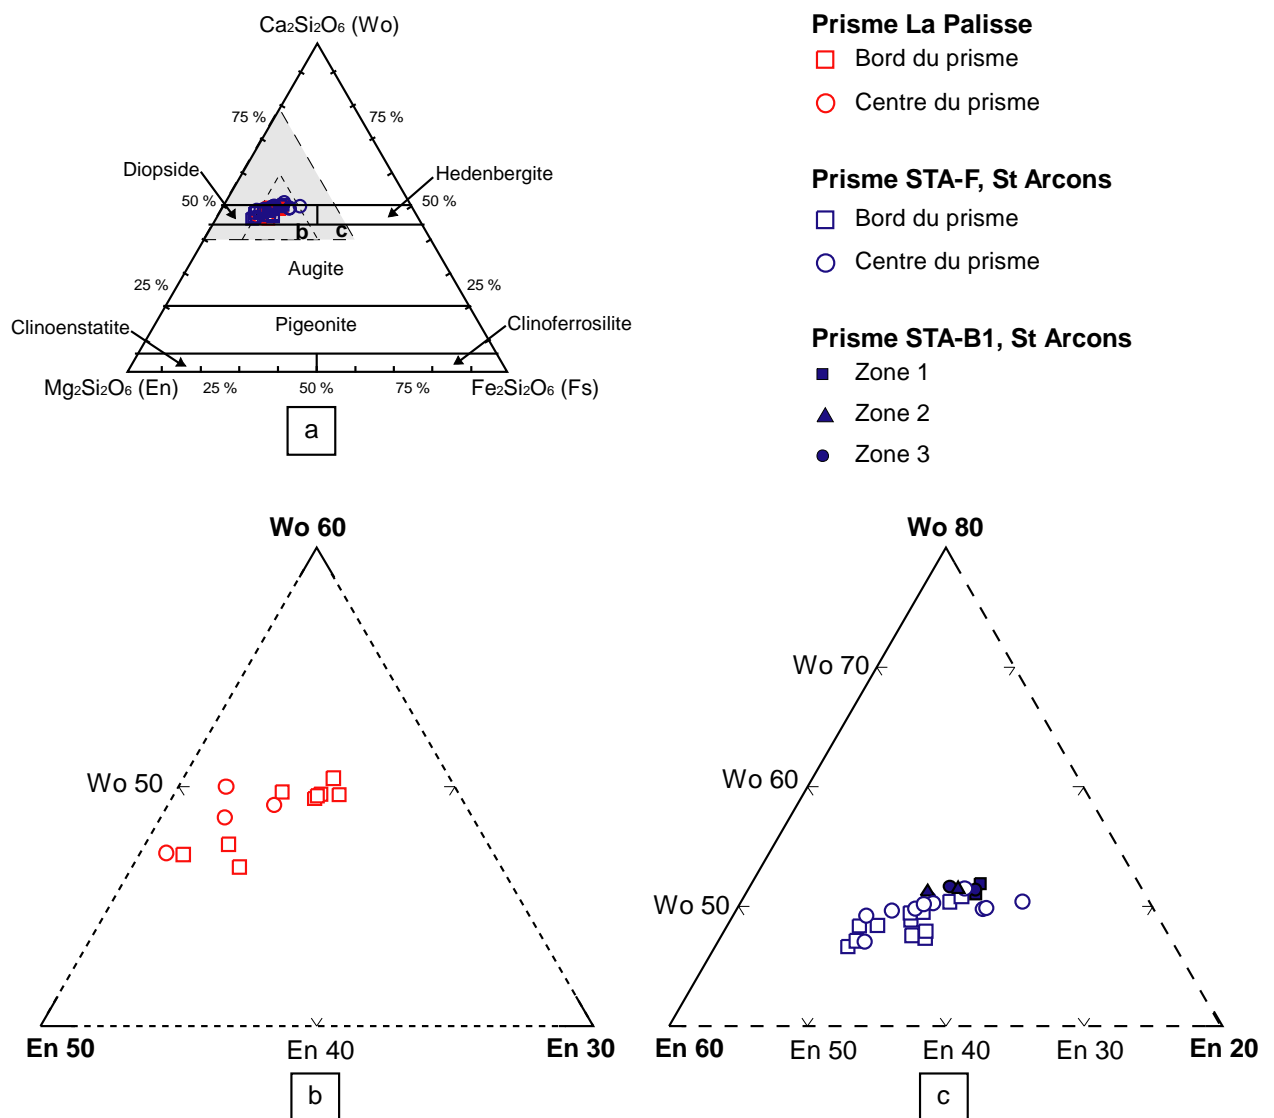 Ca₂Si₂O₆ (Wo)
75 %
75 %
Diopside
Hedenbergite
50 %
50 %
b
c
Augite
25 %
25 %
Clinoenstatite
Pigeonite
Clinoferrosilite
Mg₂Si₂O₆ (En)
25 %
50 %
75 %
Fe₂Si₂O₆ (Fs)
a
Prisme La Palisse
Bord du prisme
Centre du prisme
Prisme STA-F, St Arcons
Bord du prisme
Centre du prisme
Prisme STA-B1, St Arcons
Zone 1
Zone 2
Zone 3
Wo 60
Wo 50
En 50
En 40
En 30
b
Wo 80
Wo 70
Wo 60
Wo 50
En 60
En 50
En 40
En 30
En 20
c